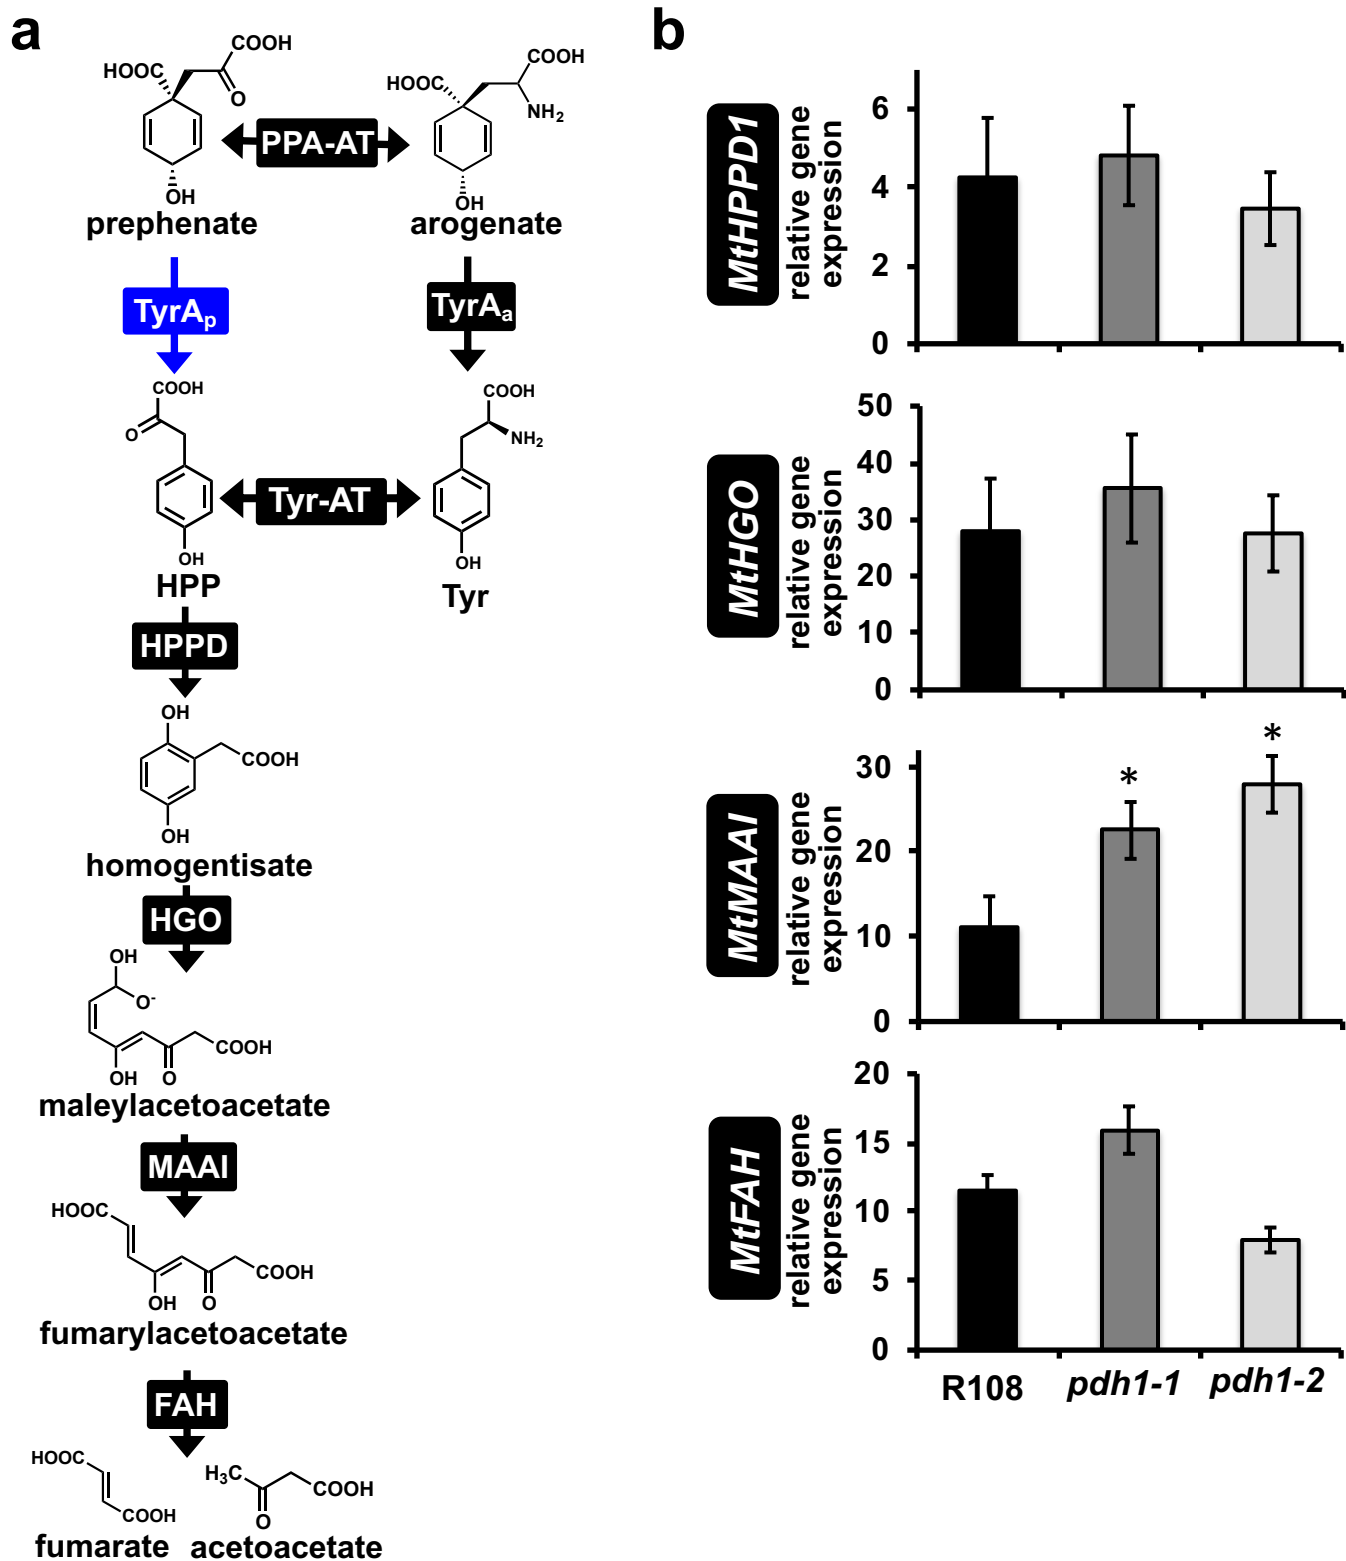 a
COOH
HOOC
O
OH
prephenate
PPA-AT
COOH
HOOC
NH₂
OH
arogenate
TyrAₚ
TyrAₐ
COOH
O
OH
HPP
Tyr-AT
COOH
NH₂
OH
Tyr
HPPD
OH
COOH
OH
homogentisate
HGO
OH
O⁻
COOH
OH
O
maleylacetoacetate
MAAI
HOOC
COOH
OH
O
fumarylacetoacetate
FAH
HOOC
COOH
fumarate
H₃C
COOH
O
acetoacetate
b
MtHPPD1
relative gene
expression
6
4
2
0
MtHGO
relative gene
expression
50
40
30
20
10
0
MtMAAI
relative gene
expression
30
20
10
0
*
*
MtFAH
relative gene
expression
20
15
10
5
0
R108
pdh1-1
pdh1-2